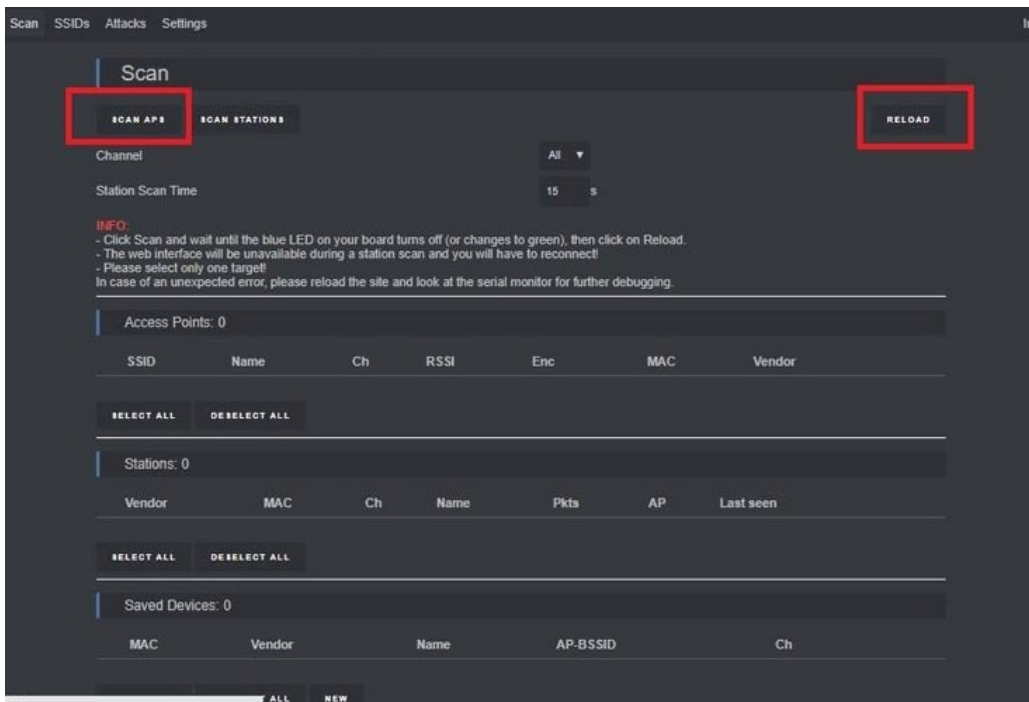 Scan SSIDs Attacks Settings
Scan
SCAN APS SCAN STATIONS RELOAD
Channel All
Station Scan Time 15 s
INFO:
- Click Scan and wait until the blue LED on your board turns off (or changes to green), then click on Reload.
- The web interface will be unavailable during a station scan and you will have to reconnect!
- Please select only one target!
In case of an unexpected error, please reload the site and look at the serial monitor for further debugging.
Access Points: 0
SSID Name Ch RSSI Enc MAC Vendor
SELECT ALL DESELECT ALL
Stations: 0
Vendor MAC Ch Name Pkts AP Last seen
SELECT ALL DESELECT ALL
Saved Devices: 0
MAC Vendor Name AP-BSSID Ch
ALL NEW